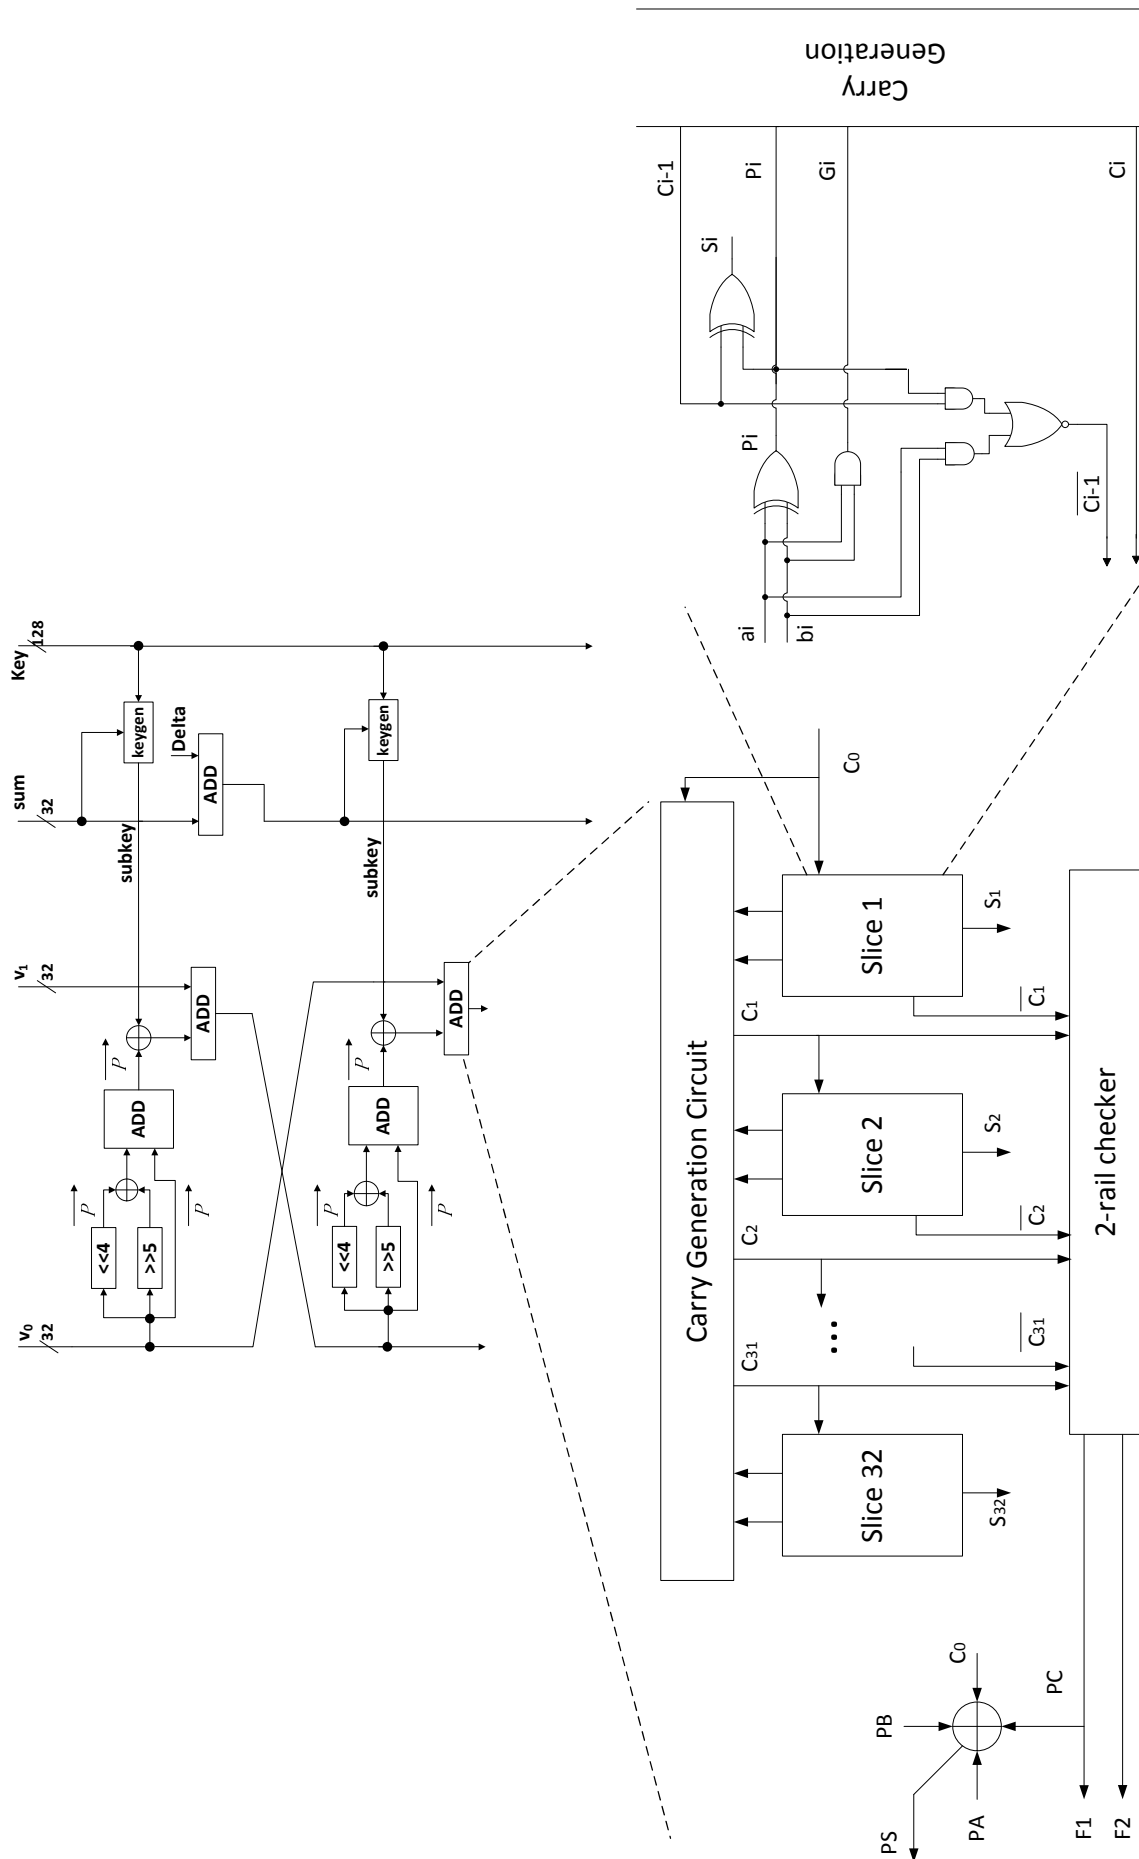 v0
32
v1
32
sum
32
Key
128
<<4
>>5
P
P
ADD
P
subkey
keygen
Delta
ADD
ADD
<<4
>>5
P
P
ADD
P
subkey
keygen
ADD
Carry Generation Circuit
C31
C2
C1
C0
Slice 32
...
Slice 2
Slice 1
S32
S2
S1
C31
C2
C1
2-rail checker
PS
PB
C0
PA
PC
F1
F2
ai
bi
Pi
Si
Ci-1
Pi
Gi
Ci
Ci-1
Carry
Generation